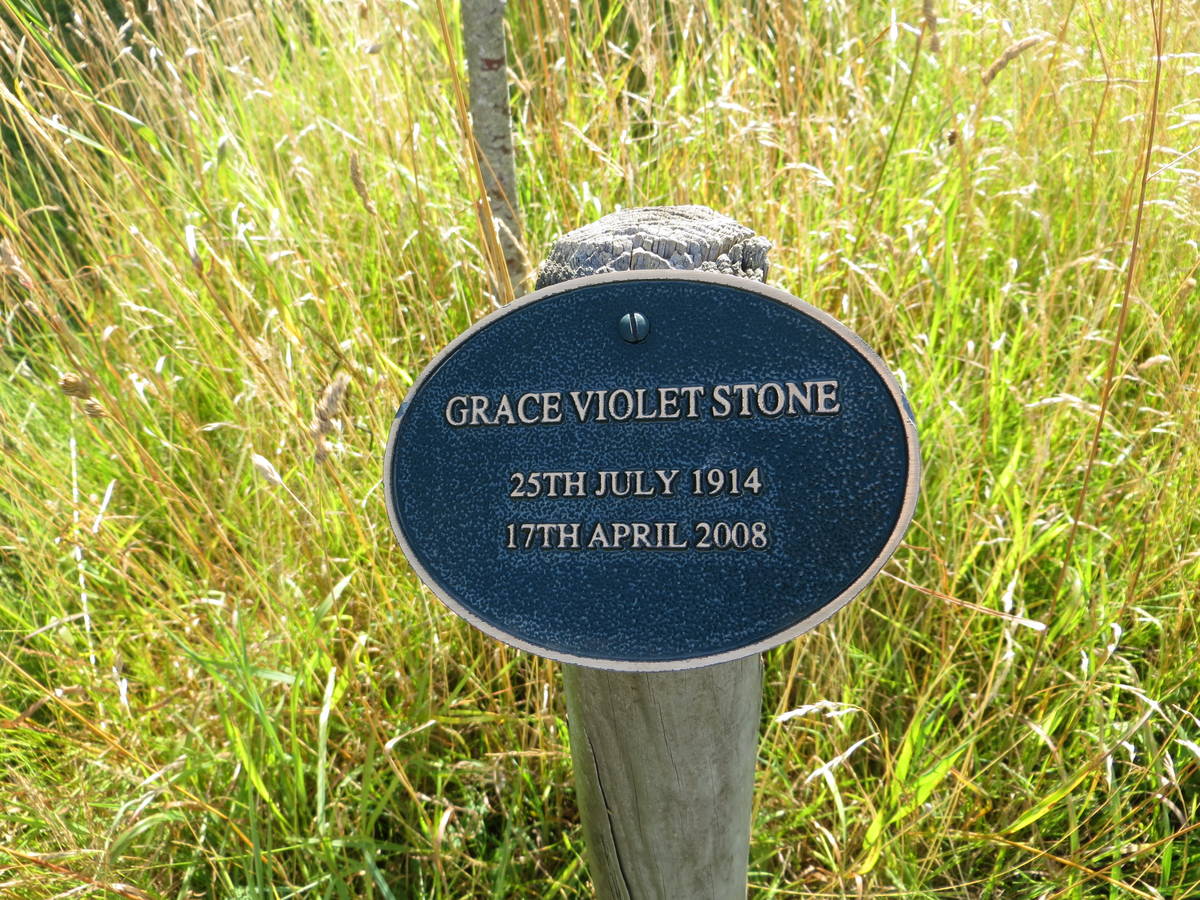 GRACE VIOLET STONE
25TH JULY 1914
17TH APRIL 2008